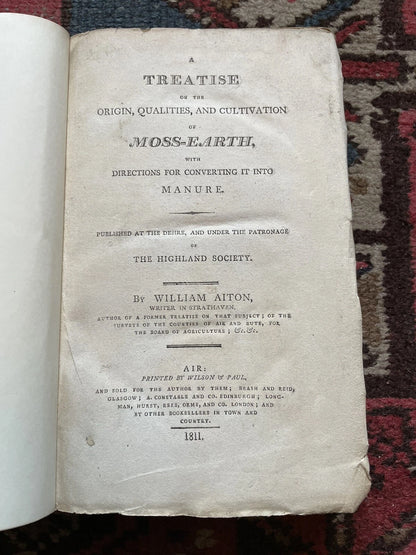 A
TREATISE
ON THE
ORIGIN, QUALITIES, AND CULTIVATION
OF
MOSS-EARTH,
WITH
DIRECTIONS FOR CONVERTING IT INTO
MANURE.
PUBLISHED AT THE DESIRE, AND UNDER THE PATRONAGE
OF
THE HIGHLAND SOCIETY.
BY WILLIAM AITON,
WRITER IN STRATHAVEN,
AUTHOR OF A FORMER TREATISE ON THAT SUBJECT; OF THE
SURVEYS OF THE COUNTIES OF AIR AND BUTE, FOR
THE BOARD OF AGRICULTURE; &c. &c.
AIR:
PRINTED BY WILSON & PAUL,
AND SOLD FOR THE AUTHOR BY THEM; BRASH AND REID,
GLASGOW; A. CONSTABLE AND CO. EDINBURGH; LONG-
MAN, HURST, REES, ORME, AND CO. LONDON; AND
BY OTHER BOOKSELLERS IN TOWN AND
COUNTRY.
1811.